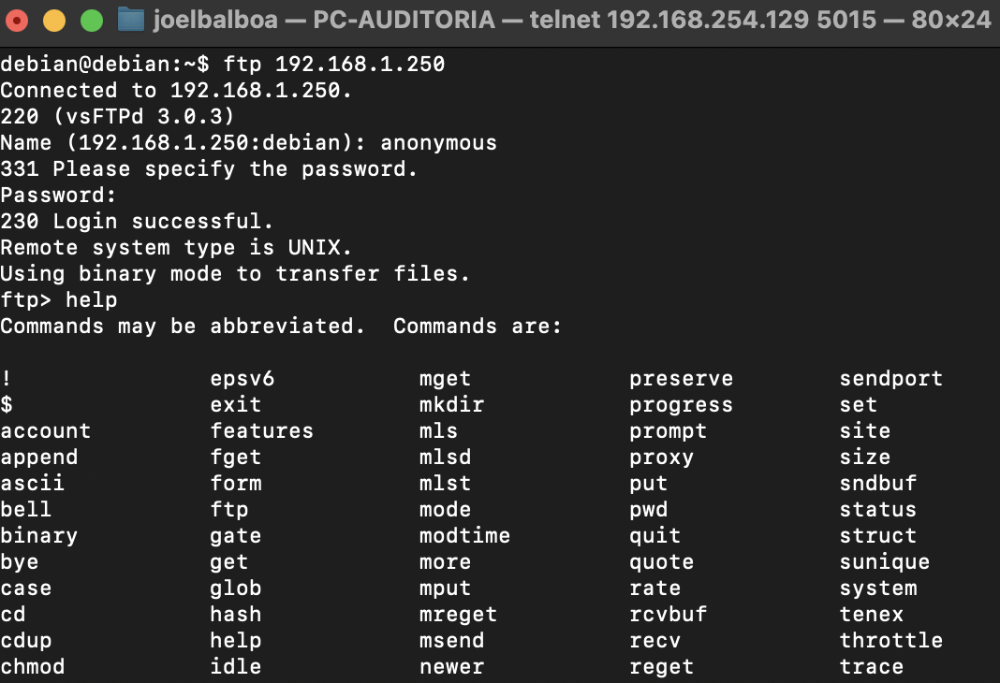 joelbalboa — PC-AUDITORIA — telnet 192.168.254.129 5015 — 80×24
debian@debian:~$ ftp 192.168.1.250
Connected to 192.168.1.250.
220 (vsFTPd 3.0.3)
Name (192.168.1.250:debian): anonymous
331 Please specify the password.
Password:
230 Login successful.
Remote system type is UNIX.
Using binary mode to transfer files.
ftp> help
Commands may be abbreviated.  Commands are:

!               epsv6           mget            preserve        sendport
$               exit            mkdir           progress        set
account         features        mls             prompt          site
append          fget            mlsd            proxy           size
ascii           form            mlst            put             sndbuf
bell            ftp             mode            pwd             status
binary          gate            modtime         quit            struct
bye             get             more            quote           sunique
case            glob            mput            rate            system
cd              hash            mreget          rcvbuf          tenex
cdup            help            msend           recv            throttle
chmod           idle            newer           reget           trace